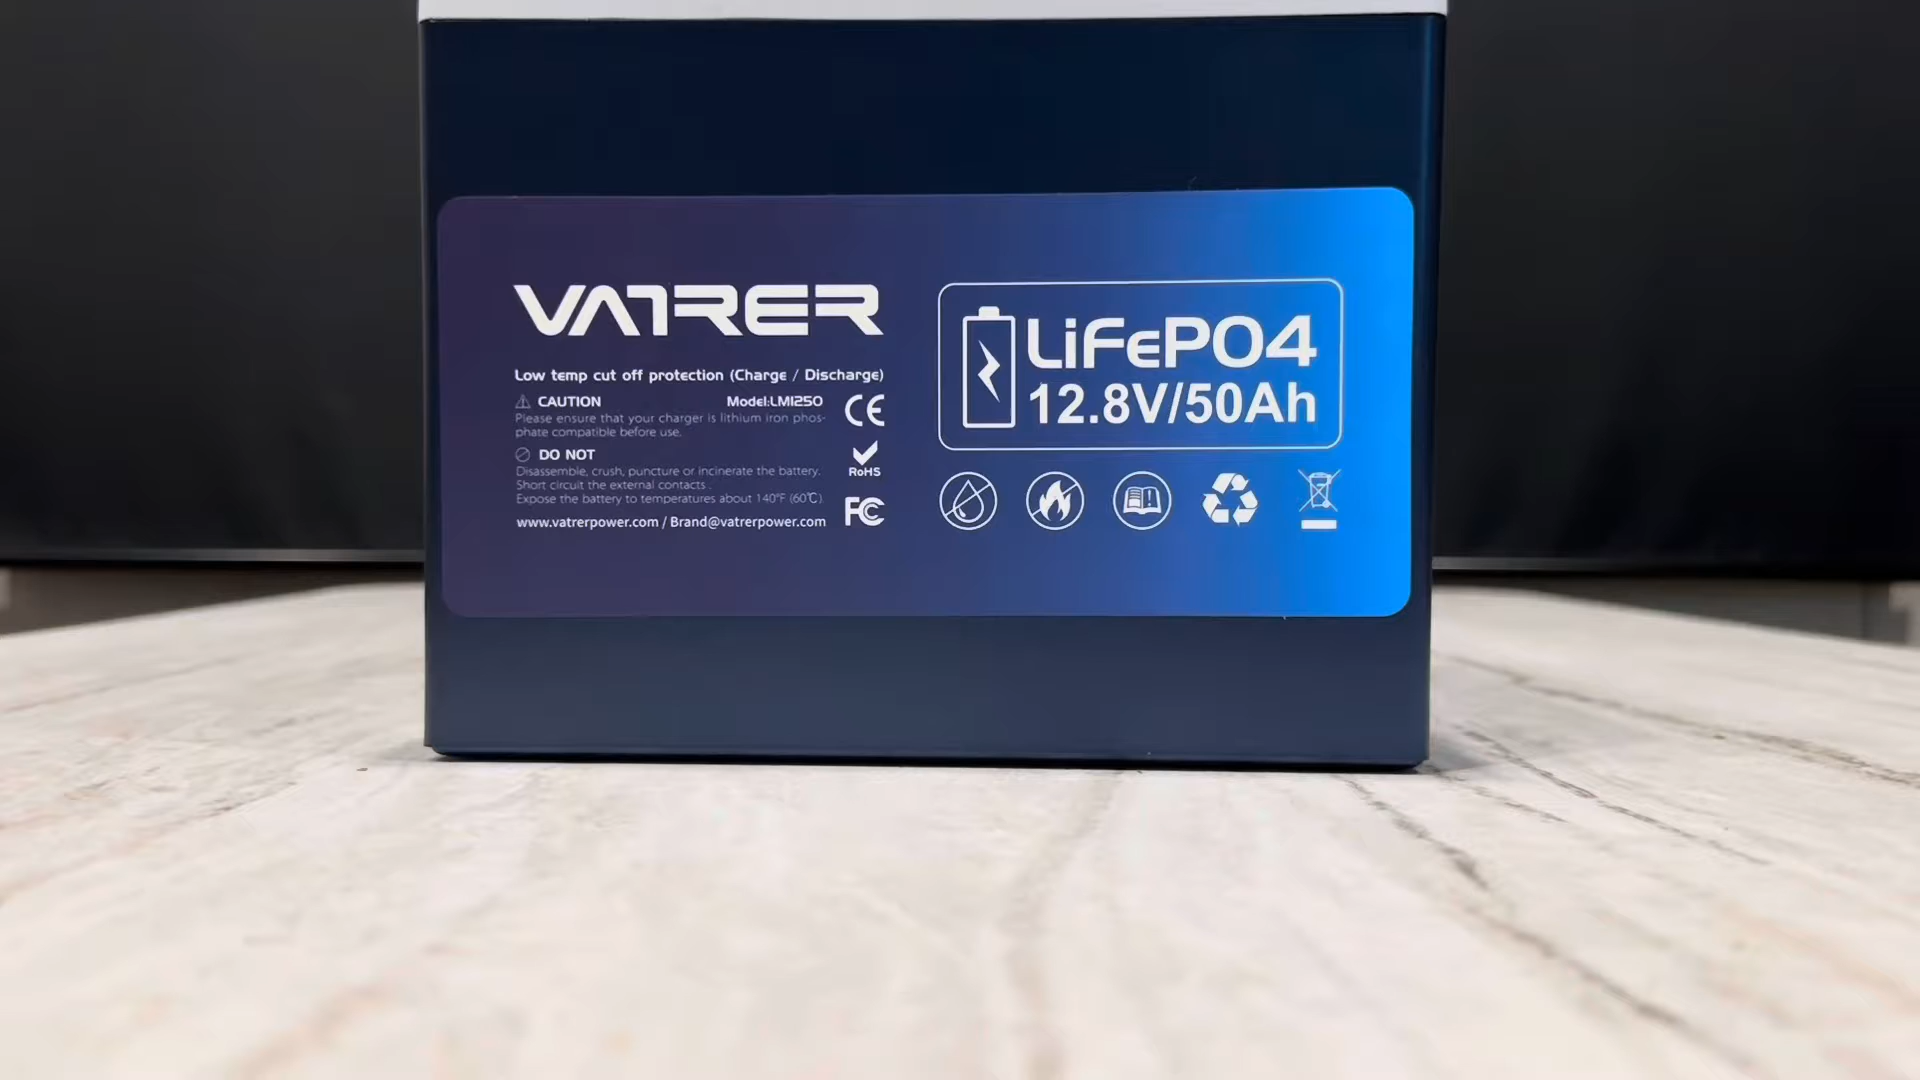 VATRER
Low temp cut off protection (Charge / Discharge)
CAUTION
Model:LM1250
Please ensure that your charger is lithium iron phos-
phate compatible before use.
CE
DO NOT
Disassemble, crush, puncture or incinerate the battery.
Short circuit the external contacts .
Expose the battery to temperatures about 140°F (60℃).
RoHS
FC
www.vatrerpower.com / Brand@vatrerpower.com
LiFePO4
12.8V/50Ah